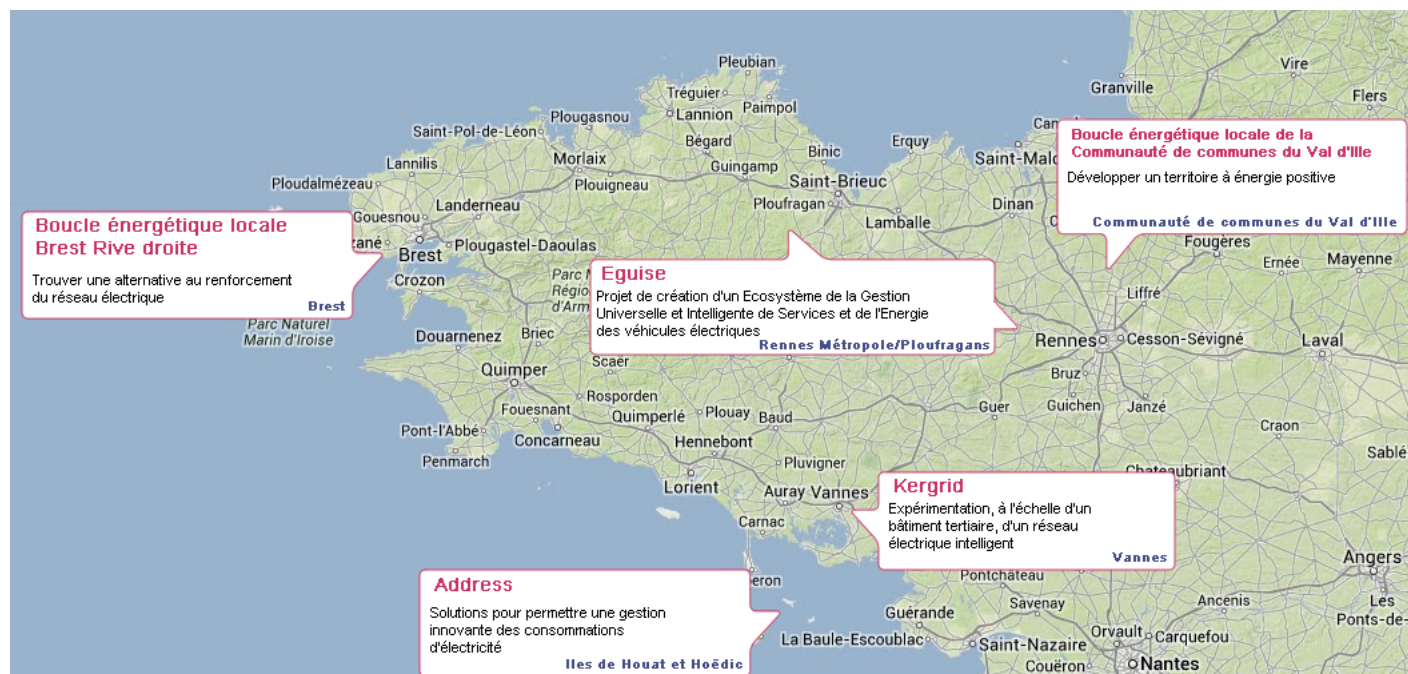 Pleubian
Vire
Granville
Tréguier
Lannion
Paimpol
Flers
Plougasnou
Saint-Pol-de-Léon
Bégard
Binic
Erquy
Boucle énergétique locale de la
Communauté de communes du Val d'Ille
Développer un territoire à énergie positive
Communauté de communes du Val d'Ille
Lannilis
Morlaix
Guingamp
Ploudalmézeau
Plouigneau
Saint-Brieuc
Ploufragan
Dinan
Landerneau
Lamballe
Gouesnou
Fougères
Boucle énergétique locale
Brest Rive droite
Trouver une alternative au renforcement
du réseau électrique
Brest
Brest
Plougastel-Daoulas
Ernée
Mayenne
Crozon
Eguise
Projet de création d'un Ecosystème de la Gestion
Universelle et Intelligente de Services et de l'Energie
des véhicules électriques
Rennes Métropole/Ploufragans
Liffré
Parc Naturel
Marin d'Iroise
Douarnenez
Briec
Rennes
Cesson-Sévigné
Laval
Scaër
Quimper
Bruz
Rosporden
Fouesnant
Quimperlé
Plouay
Baud
Guer
Guichen
Janzé
Pont-l'Abbé
Concarneau
Hennebont
Craon
Penmarch
Pluvigner
Sablé
Chateaubriant
Lorient
Auray
Vannes
Kergrid
Expérimentation, à l'échelle d'un
bâtiment tertiaire, d'un réseau
électrique intelligent
Vannes
Carnac
Angers
Address
Solutions pour permettre une gestion
innovante des consommations
d'électricité
Iles de Houat et Hoëdic
Pontchâteau
Savenay
Ancenis
Les
Ponts-de-
Guérande
La Baule-Escoublac
Saint-Nazaire
Orvault
Carquefou
Couëron
Nantes